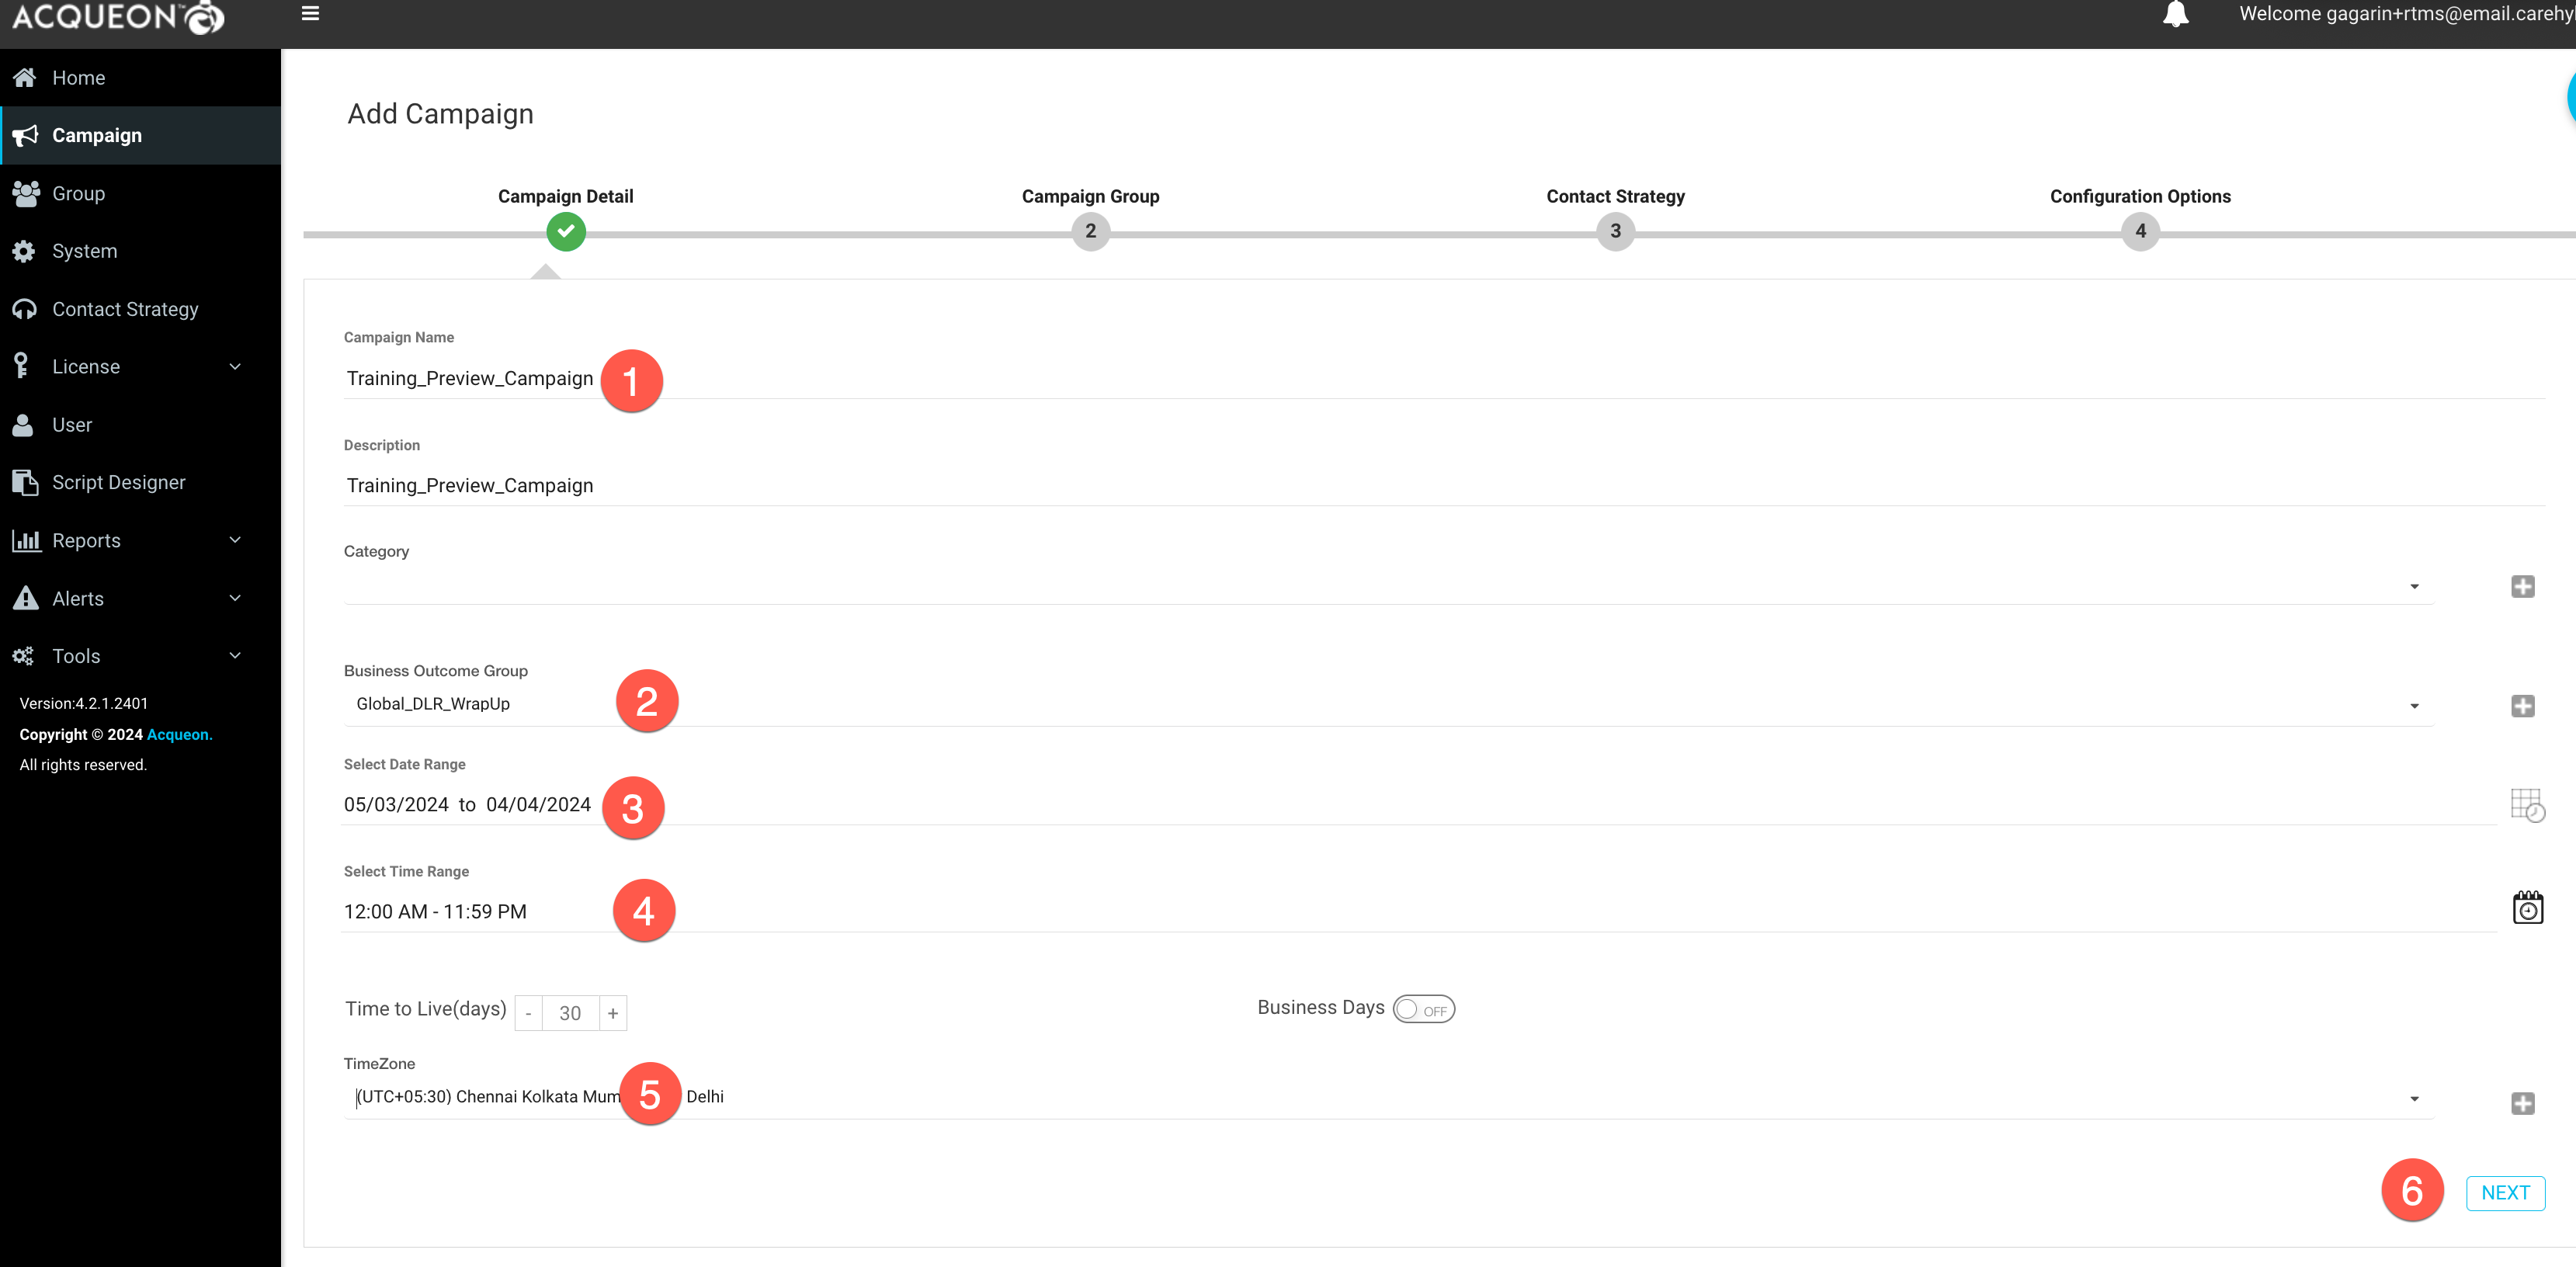 ACQUEON™
Welcome gagarin+rtms@email.carehy
Home
Campaign
Group
System
Contact Strategy
License
User
Script Designer
Reports
Alerts
Tools
Version:4.2.1.2401
Copyright © 2024 Acqueon.
All rights reserved.
Add Campaign
Campaign Detail
Campaign Group
Contact Strategy
Configuration Options
2
3
4
Campaign Name
Training_Preview_Campaign 1
Description
Training_Preview_Campaign
Category
Business Outcome Group
Global_DLR_WrapUp 2
Select Date Range
05/03/2024 to 04/04/2024 3
Select Time Range
12:00 AM - 11:59 PM 4
Time to Live(days) - 30 + Business Days OFF
TimeZone
(UTC+05:30) Chennai Kolkata Mum 5 Delhi
6 NEXT